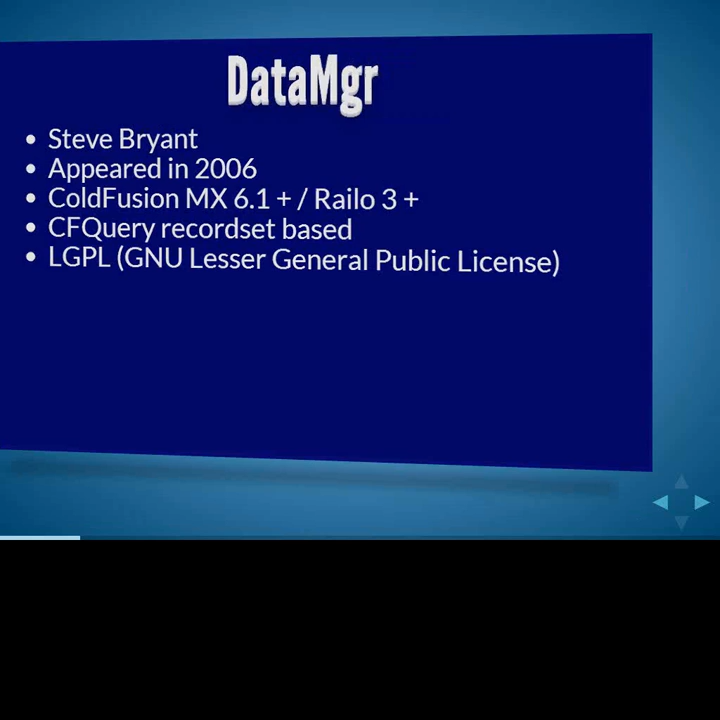 DataMgr
• Steve Bryant
• Appeared in 2006
• ColdFusion MX 6.1 + / Railo 3 +
• CFQuery recordset based
• LGPL (GNU Lesser General Public License)